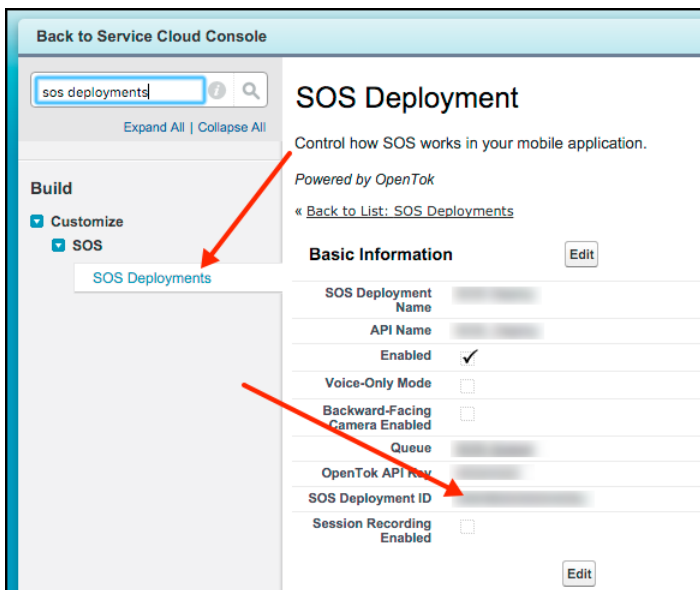 Back to Service Cloud Console
sos deployments
Expand All | Collapse All
Build
Customize
SOS
SOS Deployments
SOS Deployment
Control how SOS works in your mobile application.
Powered by OpenTok
« Back to List: SOS Deployments
Basic Information
Edit
SOS Deployment
Name
API Name
Enabled
Voice-Only Mode
Backward-Facing
Camera Enabled
Queue
OpenTok API Key
SOS Deployment ID
Session Recording
Enabled
Edit